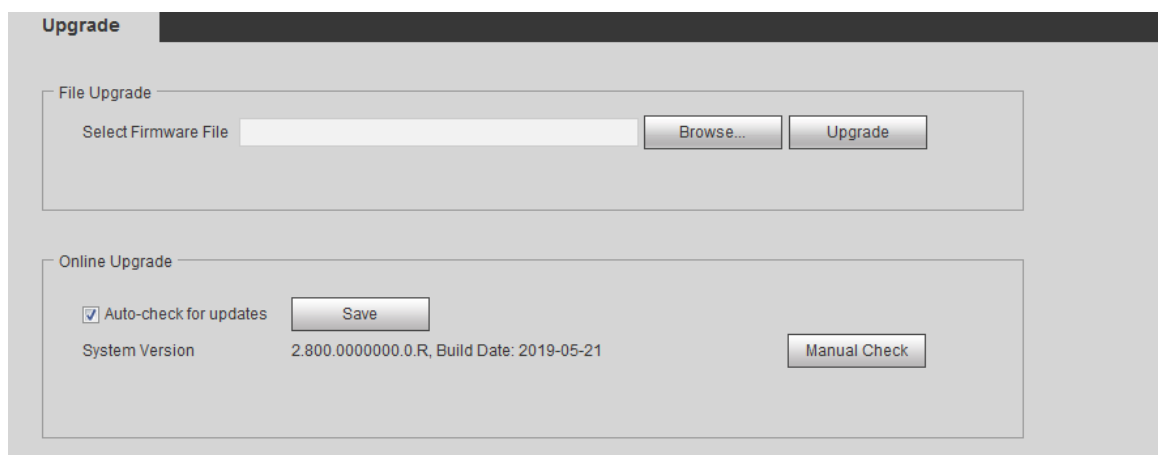 Upgrade
File Upgrade
Select Firmware File Browse... Upgrade
Online Upgrade
Auto-check for updates Save
System Version 2.800.0000000.0.R, Build Date: 2019-05-21 Manual Check